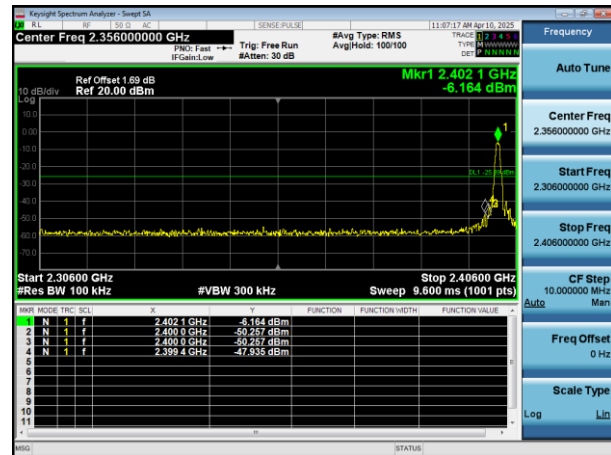 Keysight Spectrum Analyzer - Swept SA
RL RF 50 Ω AC SENSE:PULSE 11:07:17 AM Apr 10, 2025
Center Freq 2.356000000 GHz #Avg Type: RMS TRACE 1 2 3 4 5 6
PNO: Fast Trig: Free Run Avg|Hold: 100/100 TYPE M WWWWW
IFGain:Low #Atten: 30 dB DET P NNNNN
Ref Offset 1.69 dB Mkr1 2.402 1 GHz
10 dB/div Ref 20.00 dBm -6.164 dBm
Log
10.0
0.00
1
-10.0
-20.0
-30.0
-40.0
-50.0
-60.0
-70.0
Start 2.30600 GHz Stop 2.40600 GHz
#Res BW 100 kHz #VBW 300 kHz Sweep 9.600 ms (1001 pts)
MKR MODE TRC SCL X Y FUNCTION FUNCTION WIDTH FUNCTION VALUE
1 N 1 f 2.402 1 GHz -6.164 dBm
2 N 1 f 2.400 0 GHz -50.257 dBm
3 N 1 f 2.400 0 GHz -50.257 dBm
4 N 1 f 2.399 4 GHz -47.935 dBm
5
6
7
8
9
10
11
MSG STATUS
Frequency
Auto Tune
Center Freq
2.356000000 GHz
Start Freq
2.306000000 GHz
Stop Freq
2.406000000 GHz
CF Step
10.000000 MHz
Auto Man
Freq Offset
0 Hz
Scale Type
Log Lin